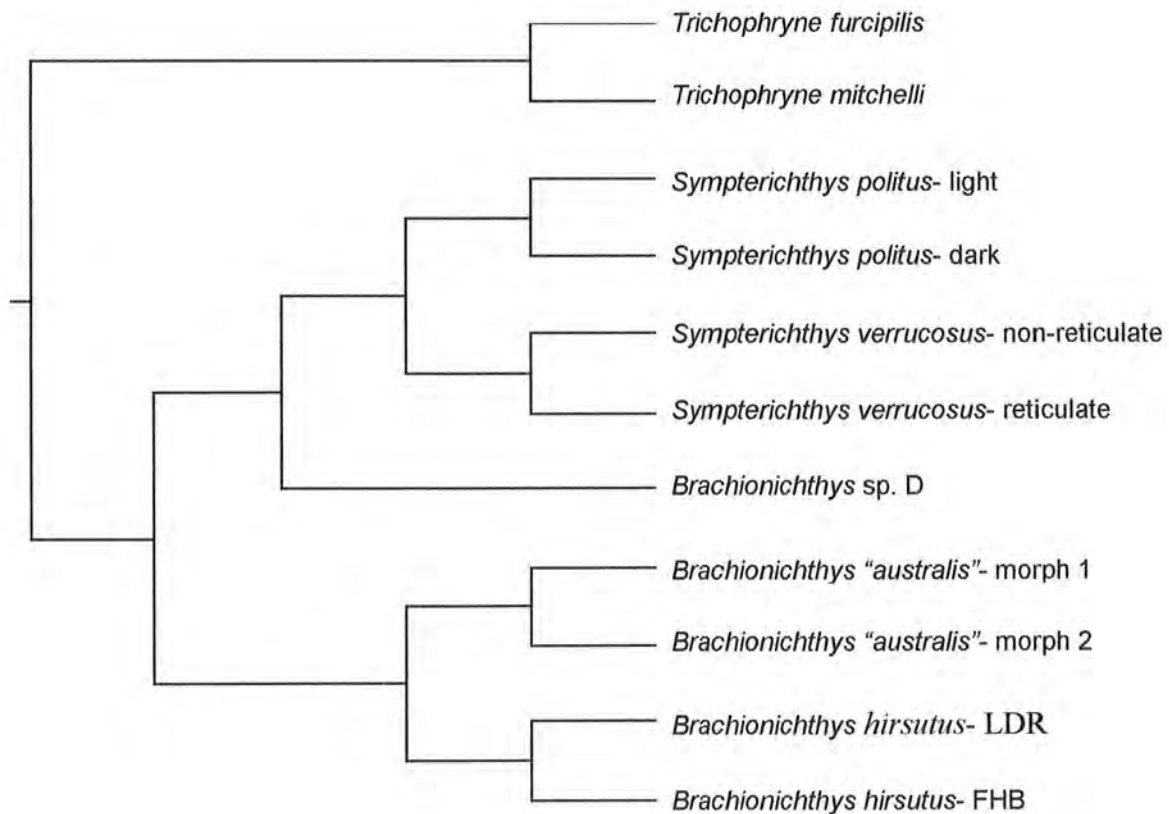 Trichophryne furcipilis
Trichophryne mitchelli
Sympterichthys politus- light
Sympterichthys politus- dark
Sympterichthys verrucosus- non-reticulate
Sympterichthys verrucosus- reticulate
Brachionichthys sp. D
Brachionichthys “australis”- morph 1
Brachionichthys “australis”- morph 2
Brachionichthys hirsutus- LDR
Brachionichthys hirsutus- FHB